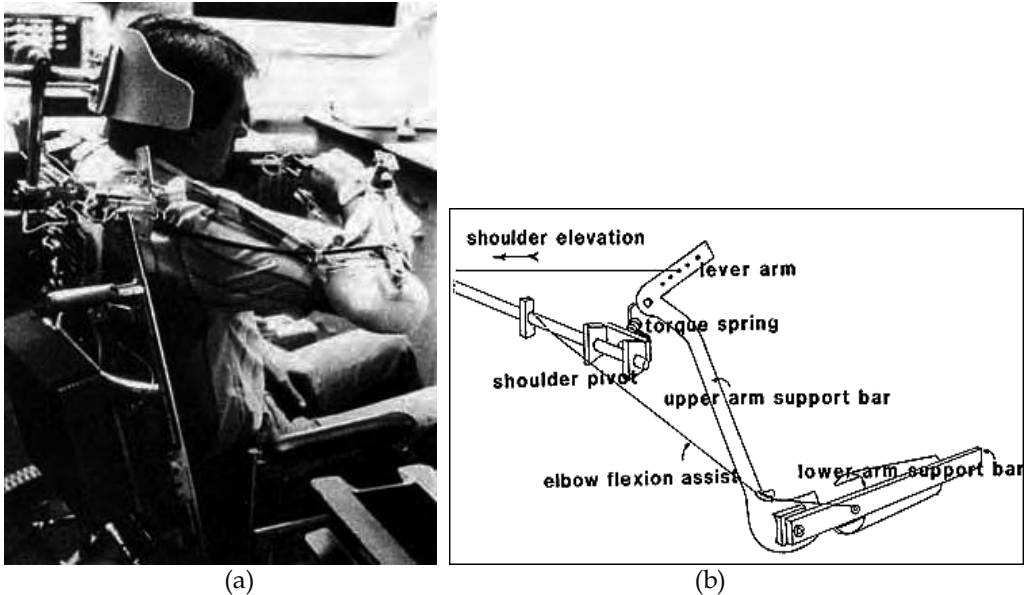 shoulder elevation
lever arm
torque spring
shoulder pivot
upper arm support bar
elbow flexion assist
lower arm support bar
(a)
(b)